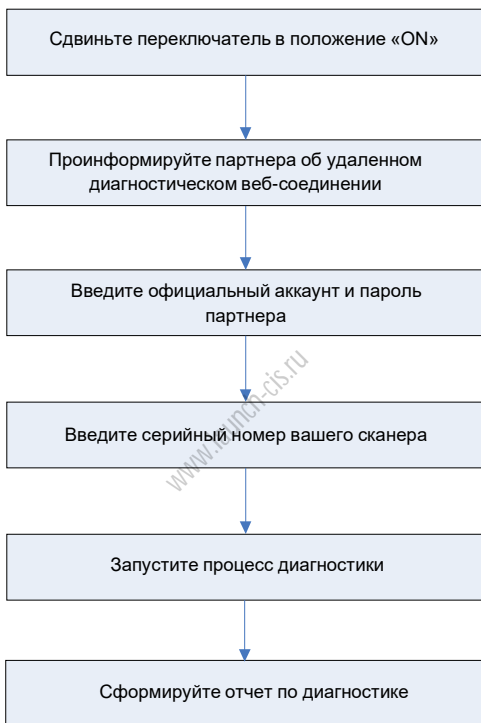 Сдвиньте переключатель в положение «ON»
Проинформируйте партнера об удаленном
диагностическом веб-соединении
Введите официальный аккаунт и пароль
партнера
Введите серийный номер вашего сканера
www.launch-cis.ru
Запустите процесс диагностики
Сформируйте отчет по диагностике